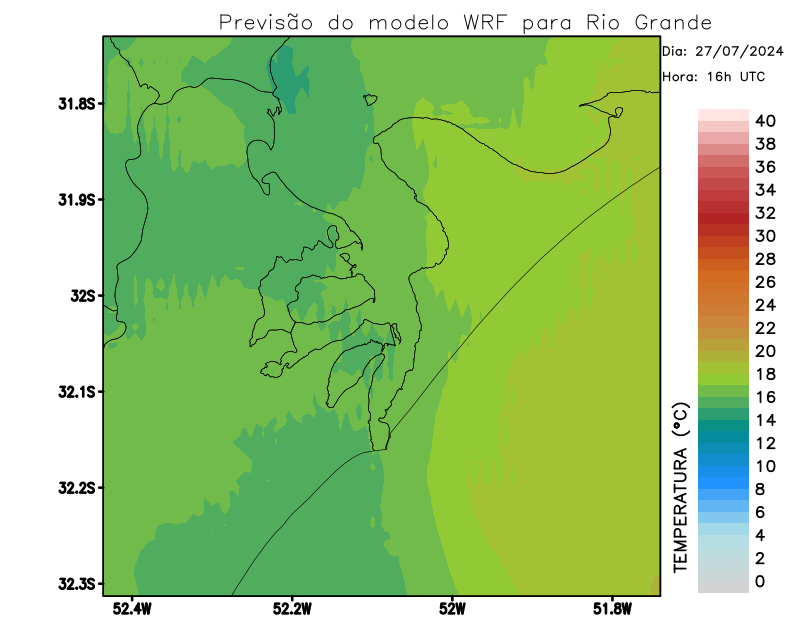 Previsão do modelo WRF para Rio Grande
Dia: 27/07/2024
Hora: 16h UTC
31.8S
31.9S
32S
32.1S
32.2S
32.3S
52.4W
52.2W
52W
51.8W
TEMPERATURA (°C)
40
38
36
34
32
30
28
26
24
22
20
18
16
14
12
10
8
6
4
2
0